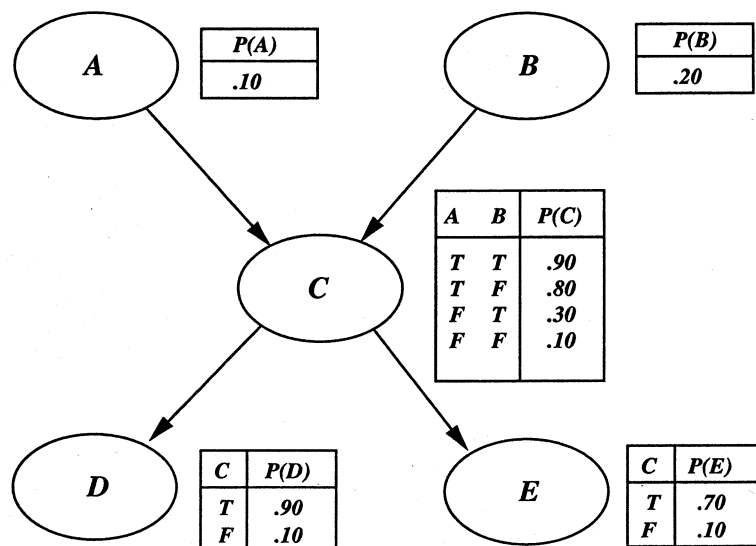 A
P(A)
.10
B
P(B)
.20
C
A B P(C)
T T .90
T F .80
F T .30
F F .10
D
C P(D)
T .90
F .10
E
C P(E)
T .70
F .10